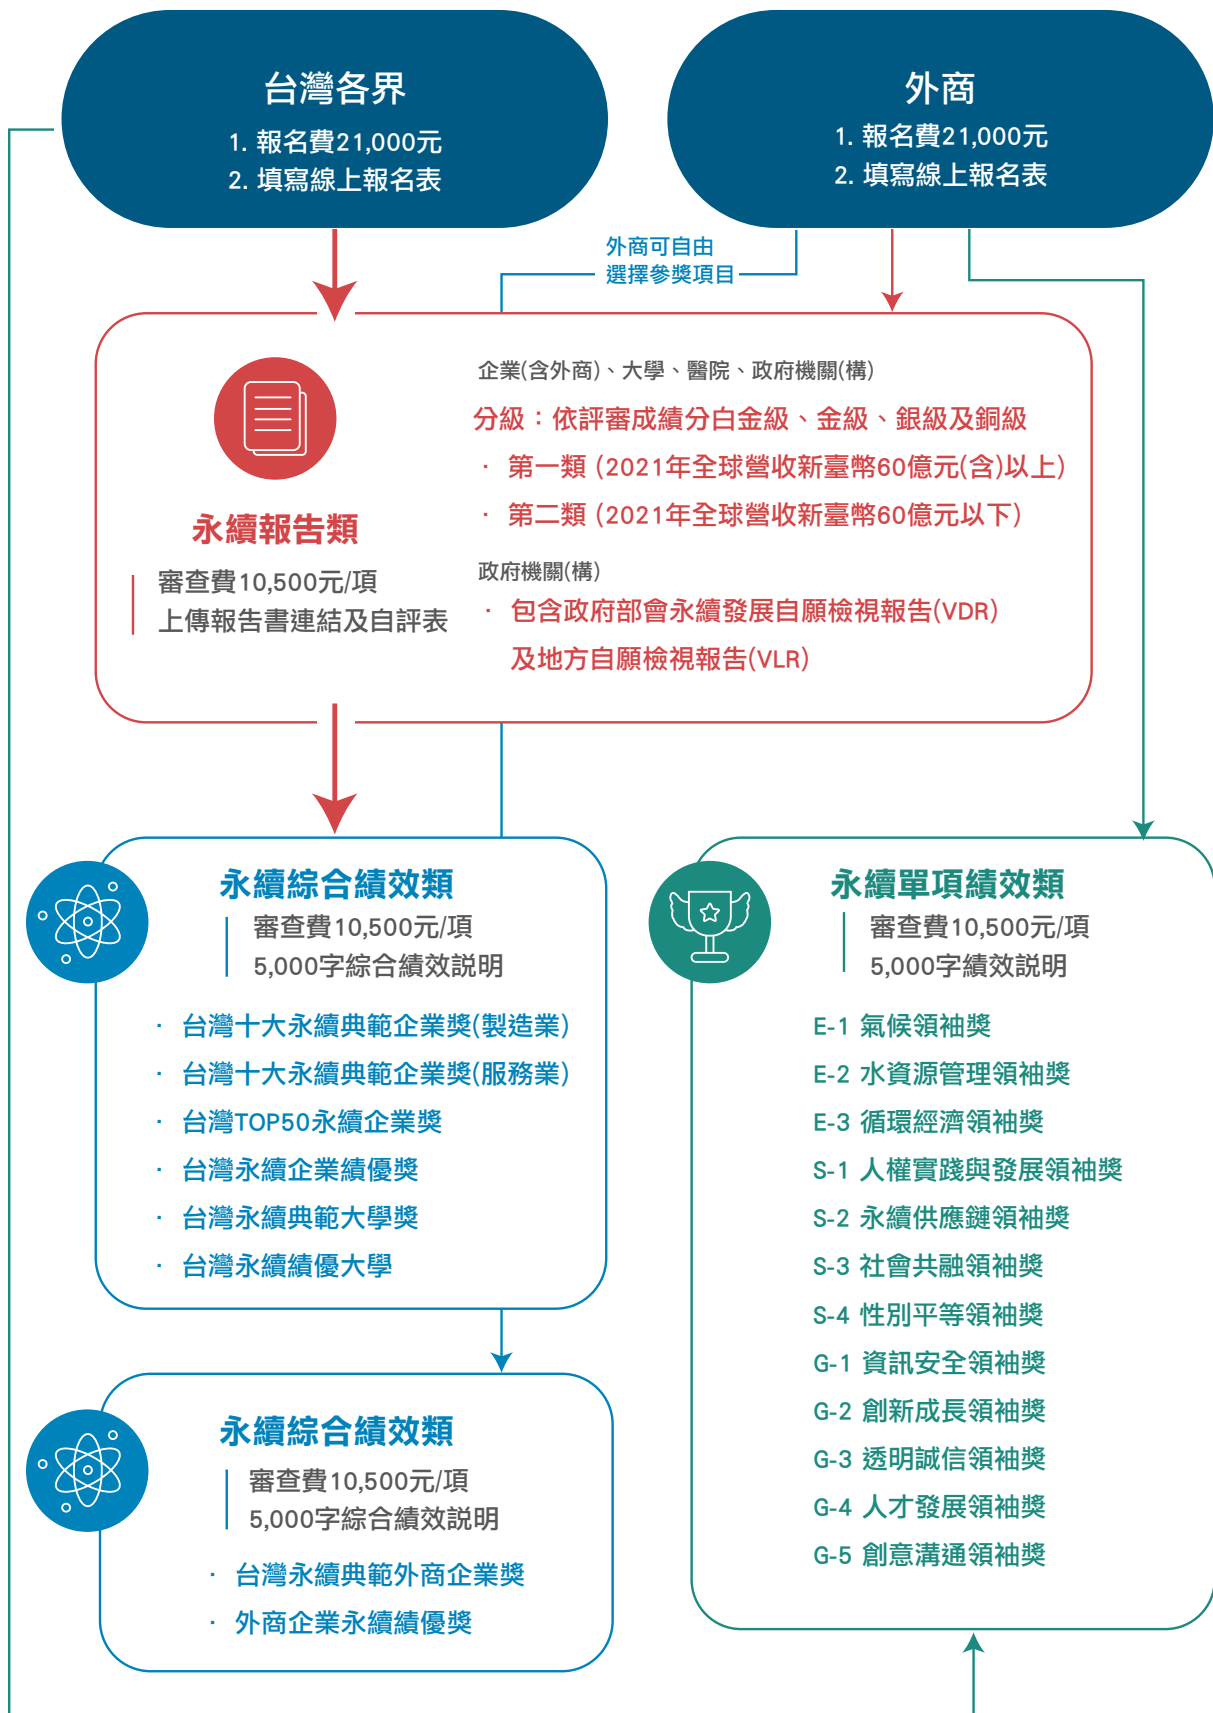 台灣各界
1. 報名費21,000元
2. 填寫線上報名表
外商
1. 報名費21,000元
2. 填寫線上報名表
外商可自由
選擇參獎項目
永續報告類
審查費10,500元/項
上傳報告書連結及自評表
企業(含外商)、大學、醫院、政府機關(構)
分級：依評審成績分白金級、金級、銀級及銅級
· 第一類 (2021年全球營收新臺幣60億元(含)以上)
· 第二類 (2021年全球營收新臺幣60億元以下)
政府機關(構)
· 包含政府部會永續發展自願檢視報告(VDR)
及地方自願檢視報告(VLR)
永續綜合績效類
審查費10,500元/項
5,000字綜合績效説明
· 台灣十大永續典範企業獎(製造業)
· 台灣十大永續典範企業獎(服務業)
· 台灣TOP50永續企業獎
· 台灣永續企業績優獎
· 台灣永續典範大學獎
· 台灣永續績優大學
永續綜合績效類
審查費10,500元/項
5,000字綜合績效説明
· 台灣永續典範外商企業獎
· 外商企業永續績優獎
永續單項績效類
審查費10,500元/項
5,000字績效説明
E-1 氣候領袖獎
E-2 水資源管理領袖獎
E-3 循環經濟領袖獎
S-1 人權實踐與發展領袖獎
S-2 永續供應鏈領袖獎
S-3 社會共融領袖獎
S-4 性別平等領袖獎
G-1 資訊安全領袖獎
G-2 創新成長領袖獎
G-3 透明誠信領袖獎
G-4 人才發展領袖獎
G-5 創意溝通領袖獎